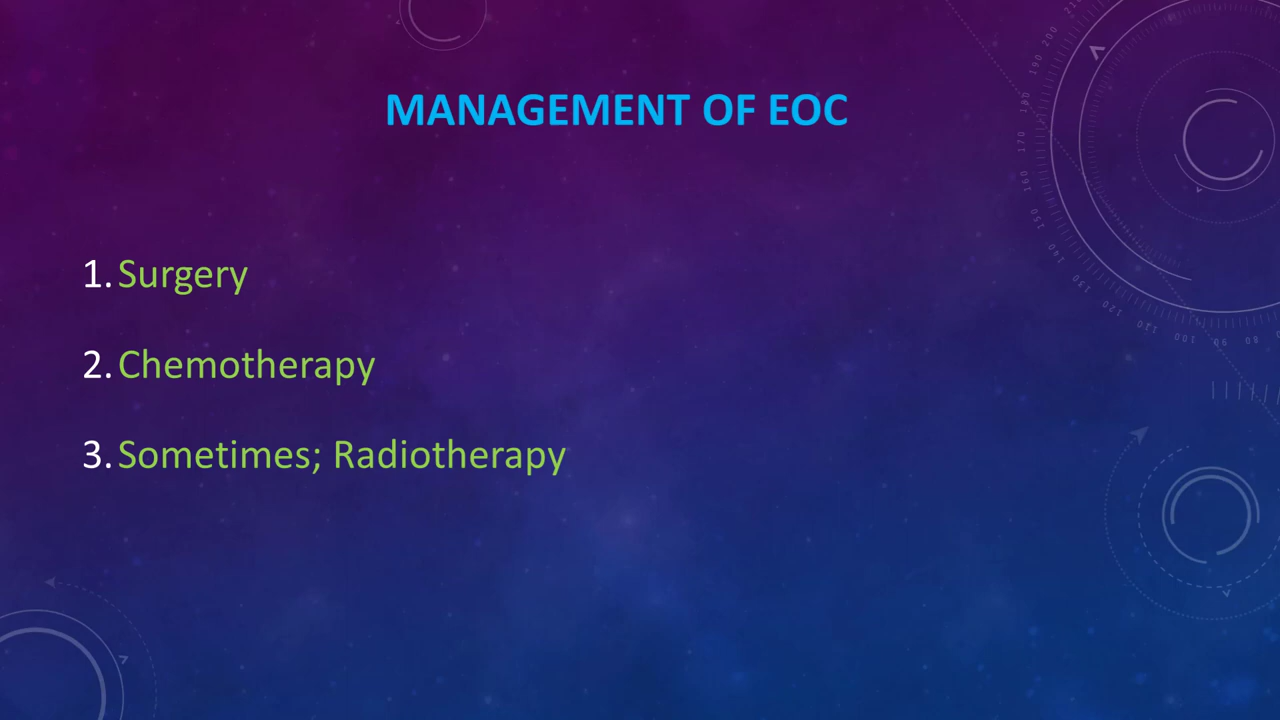 MANAGEMENT OF EOC
1. Surgery
2. Chemotherapy
3. Sometimes; Radiotherapy